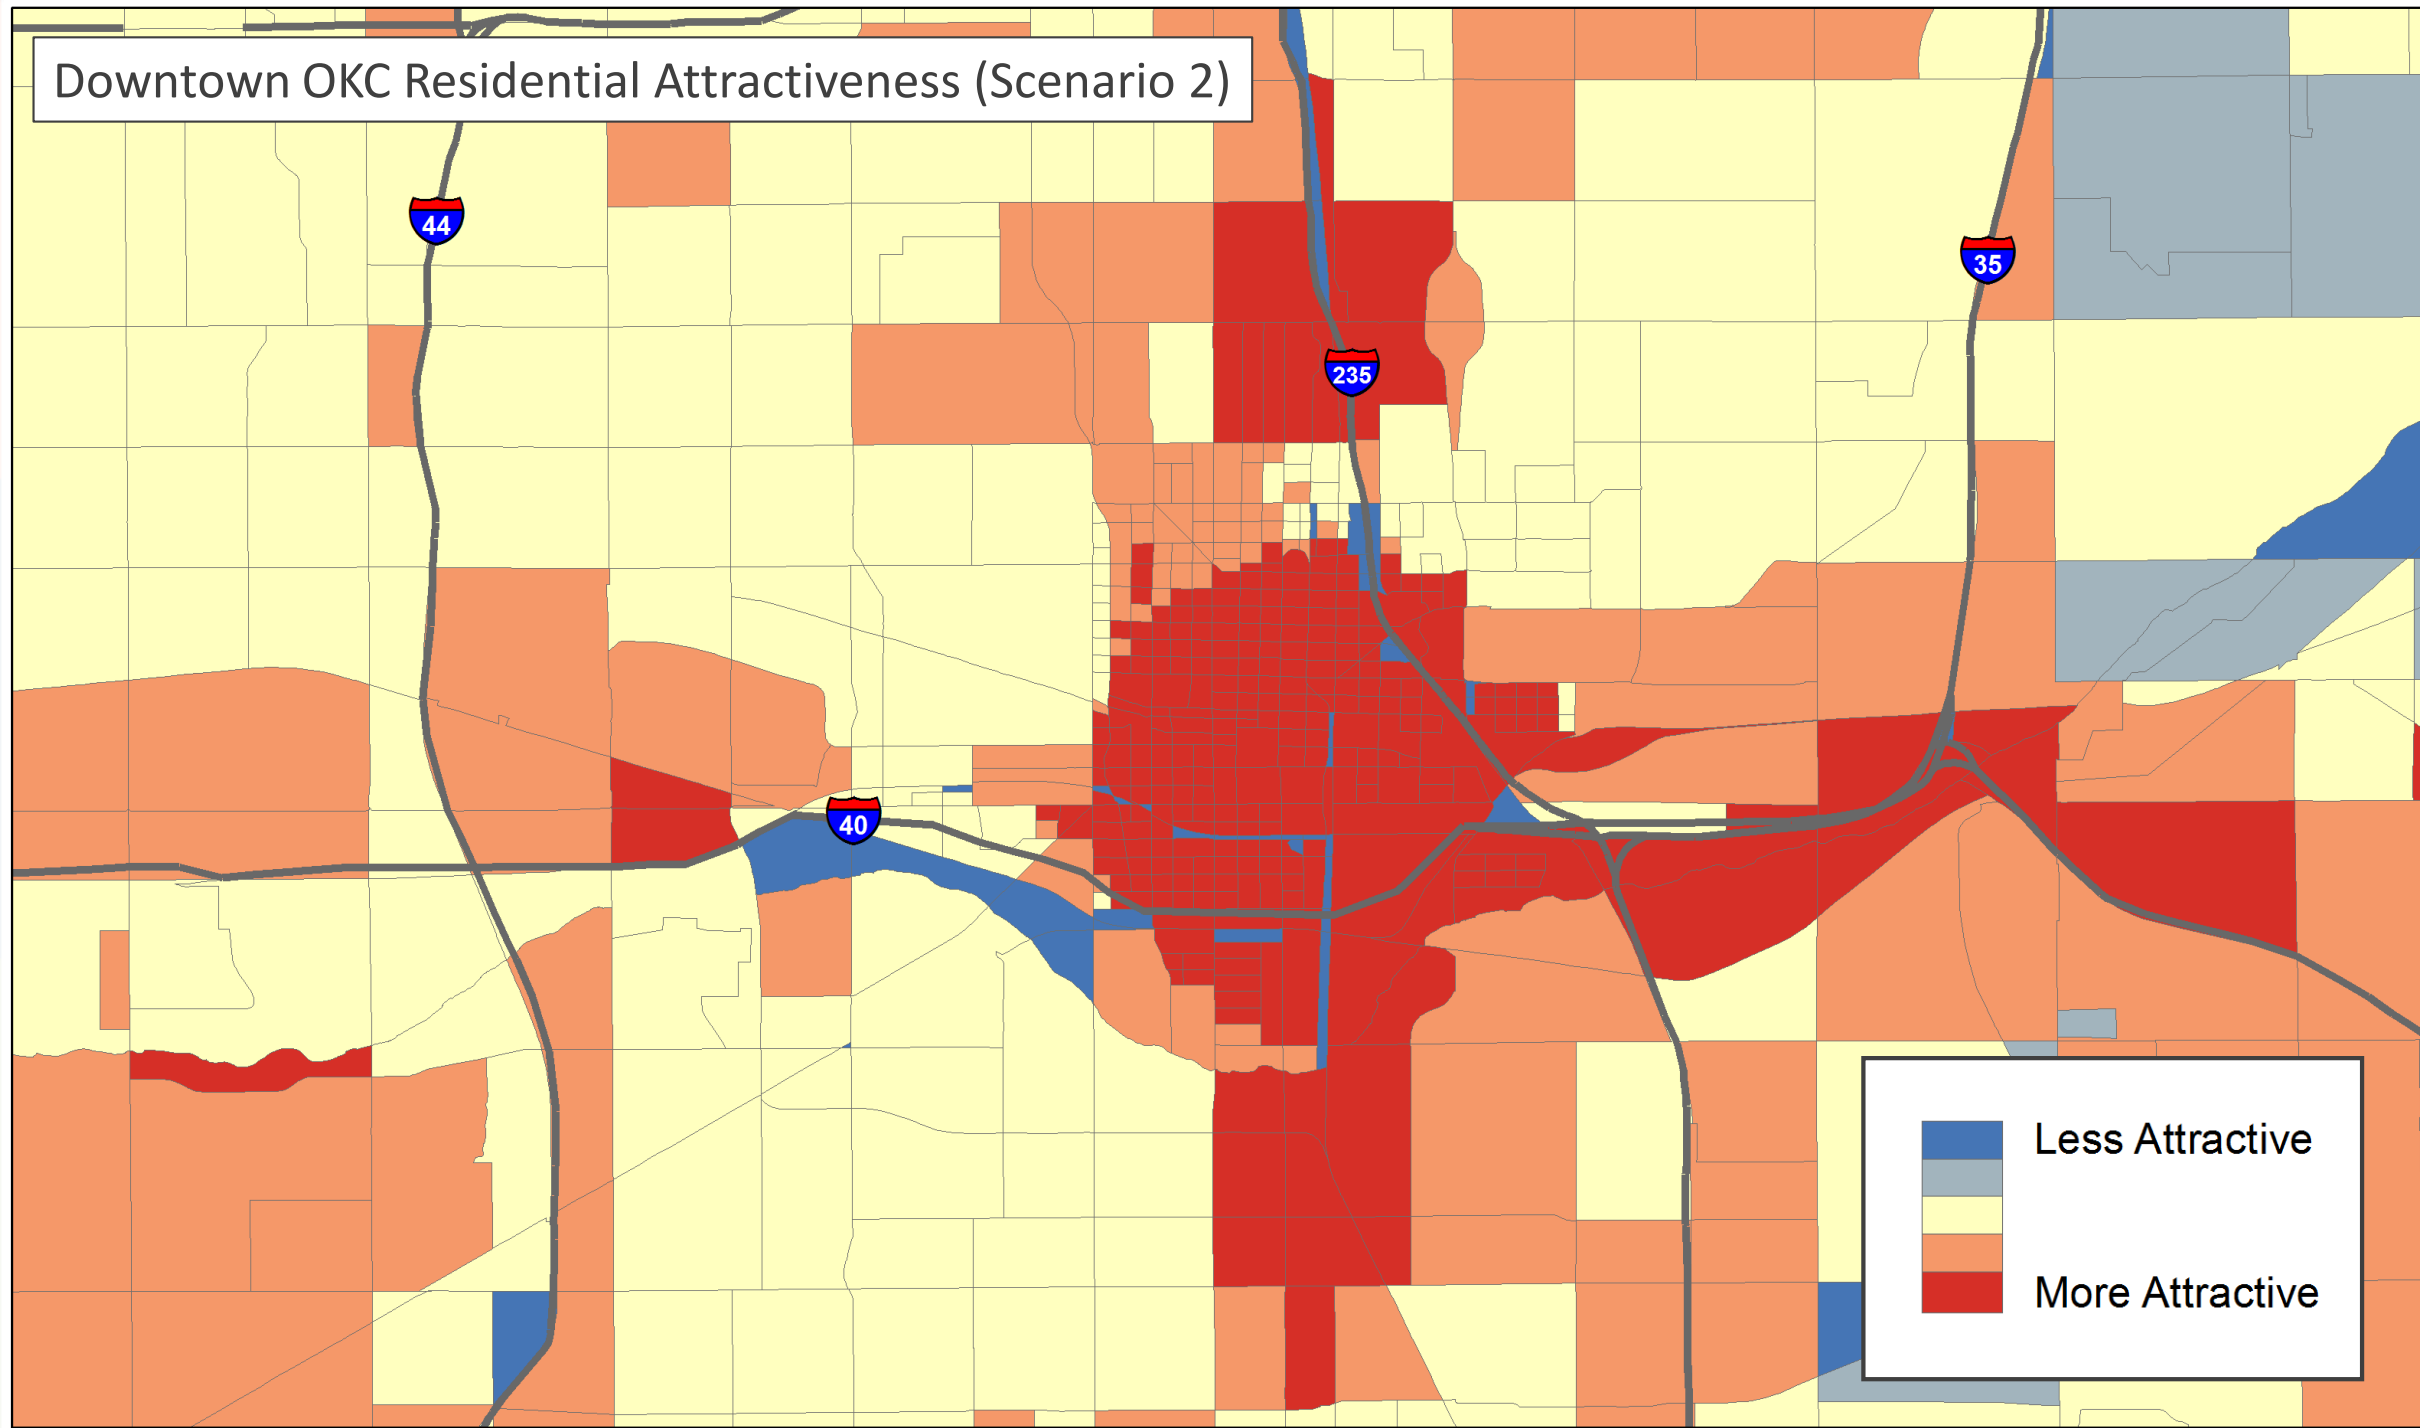 Downtown OKC Residential Attractiveness (Scenario 2)
44
35
235
40
Less Attractive
More Attractive